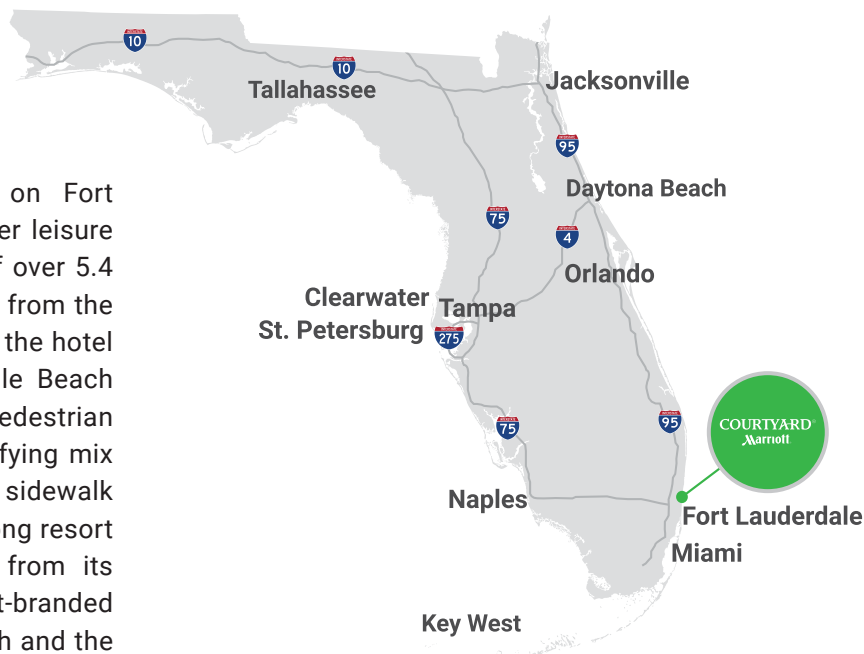 on Fort
er leisure
f over 5.4
from the
the hotel
le Beach
edestrian
fying mix
sidewalk
ong resort
from its
t-branded
h and the
10
10
Tallahassee
Jacksonville
95
Daytona Beach
75
4
Orlando
Clearwater
Tampa
St. Petersburg
275
75
95
COURTYARD®
Marriott
Naples
Fort Lauderdale
Miami
Key West